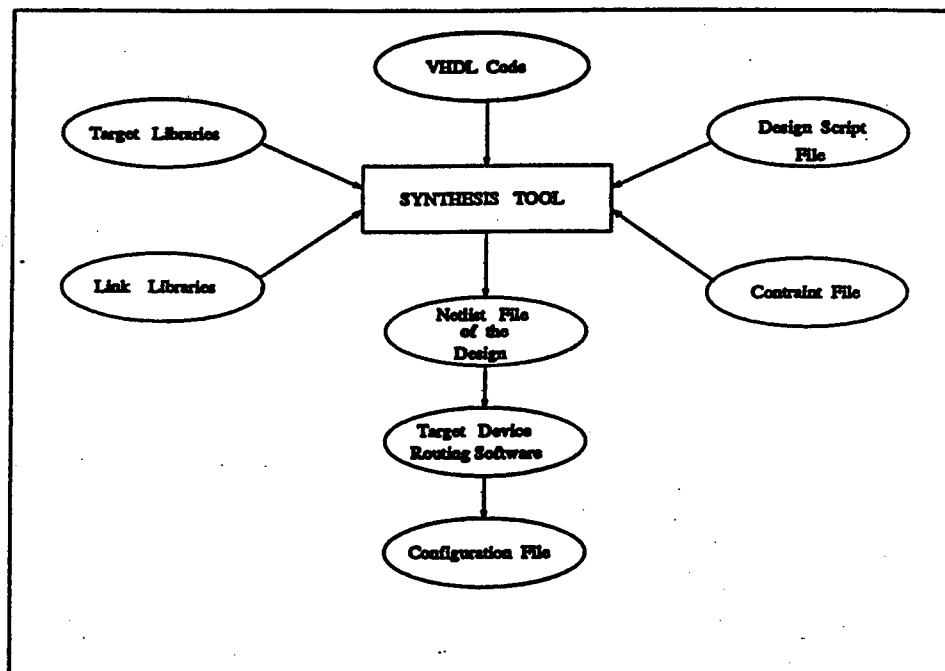 VHDL Code
Target Libraries
Design Script
File
SYNTHESIS TOOL
Link Libraries
Contraint File
Netlist File
of the
Design
Target Device
Routing Software
Configuration File